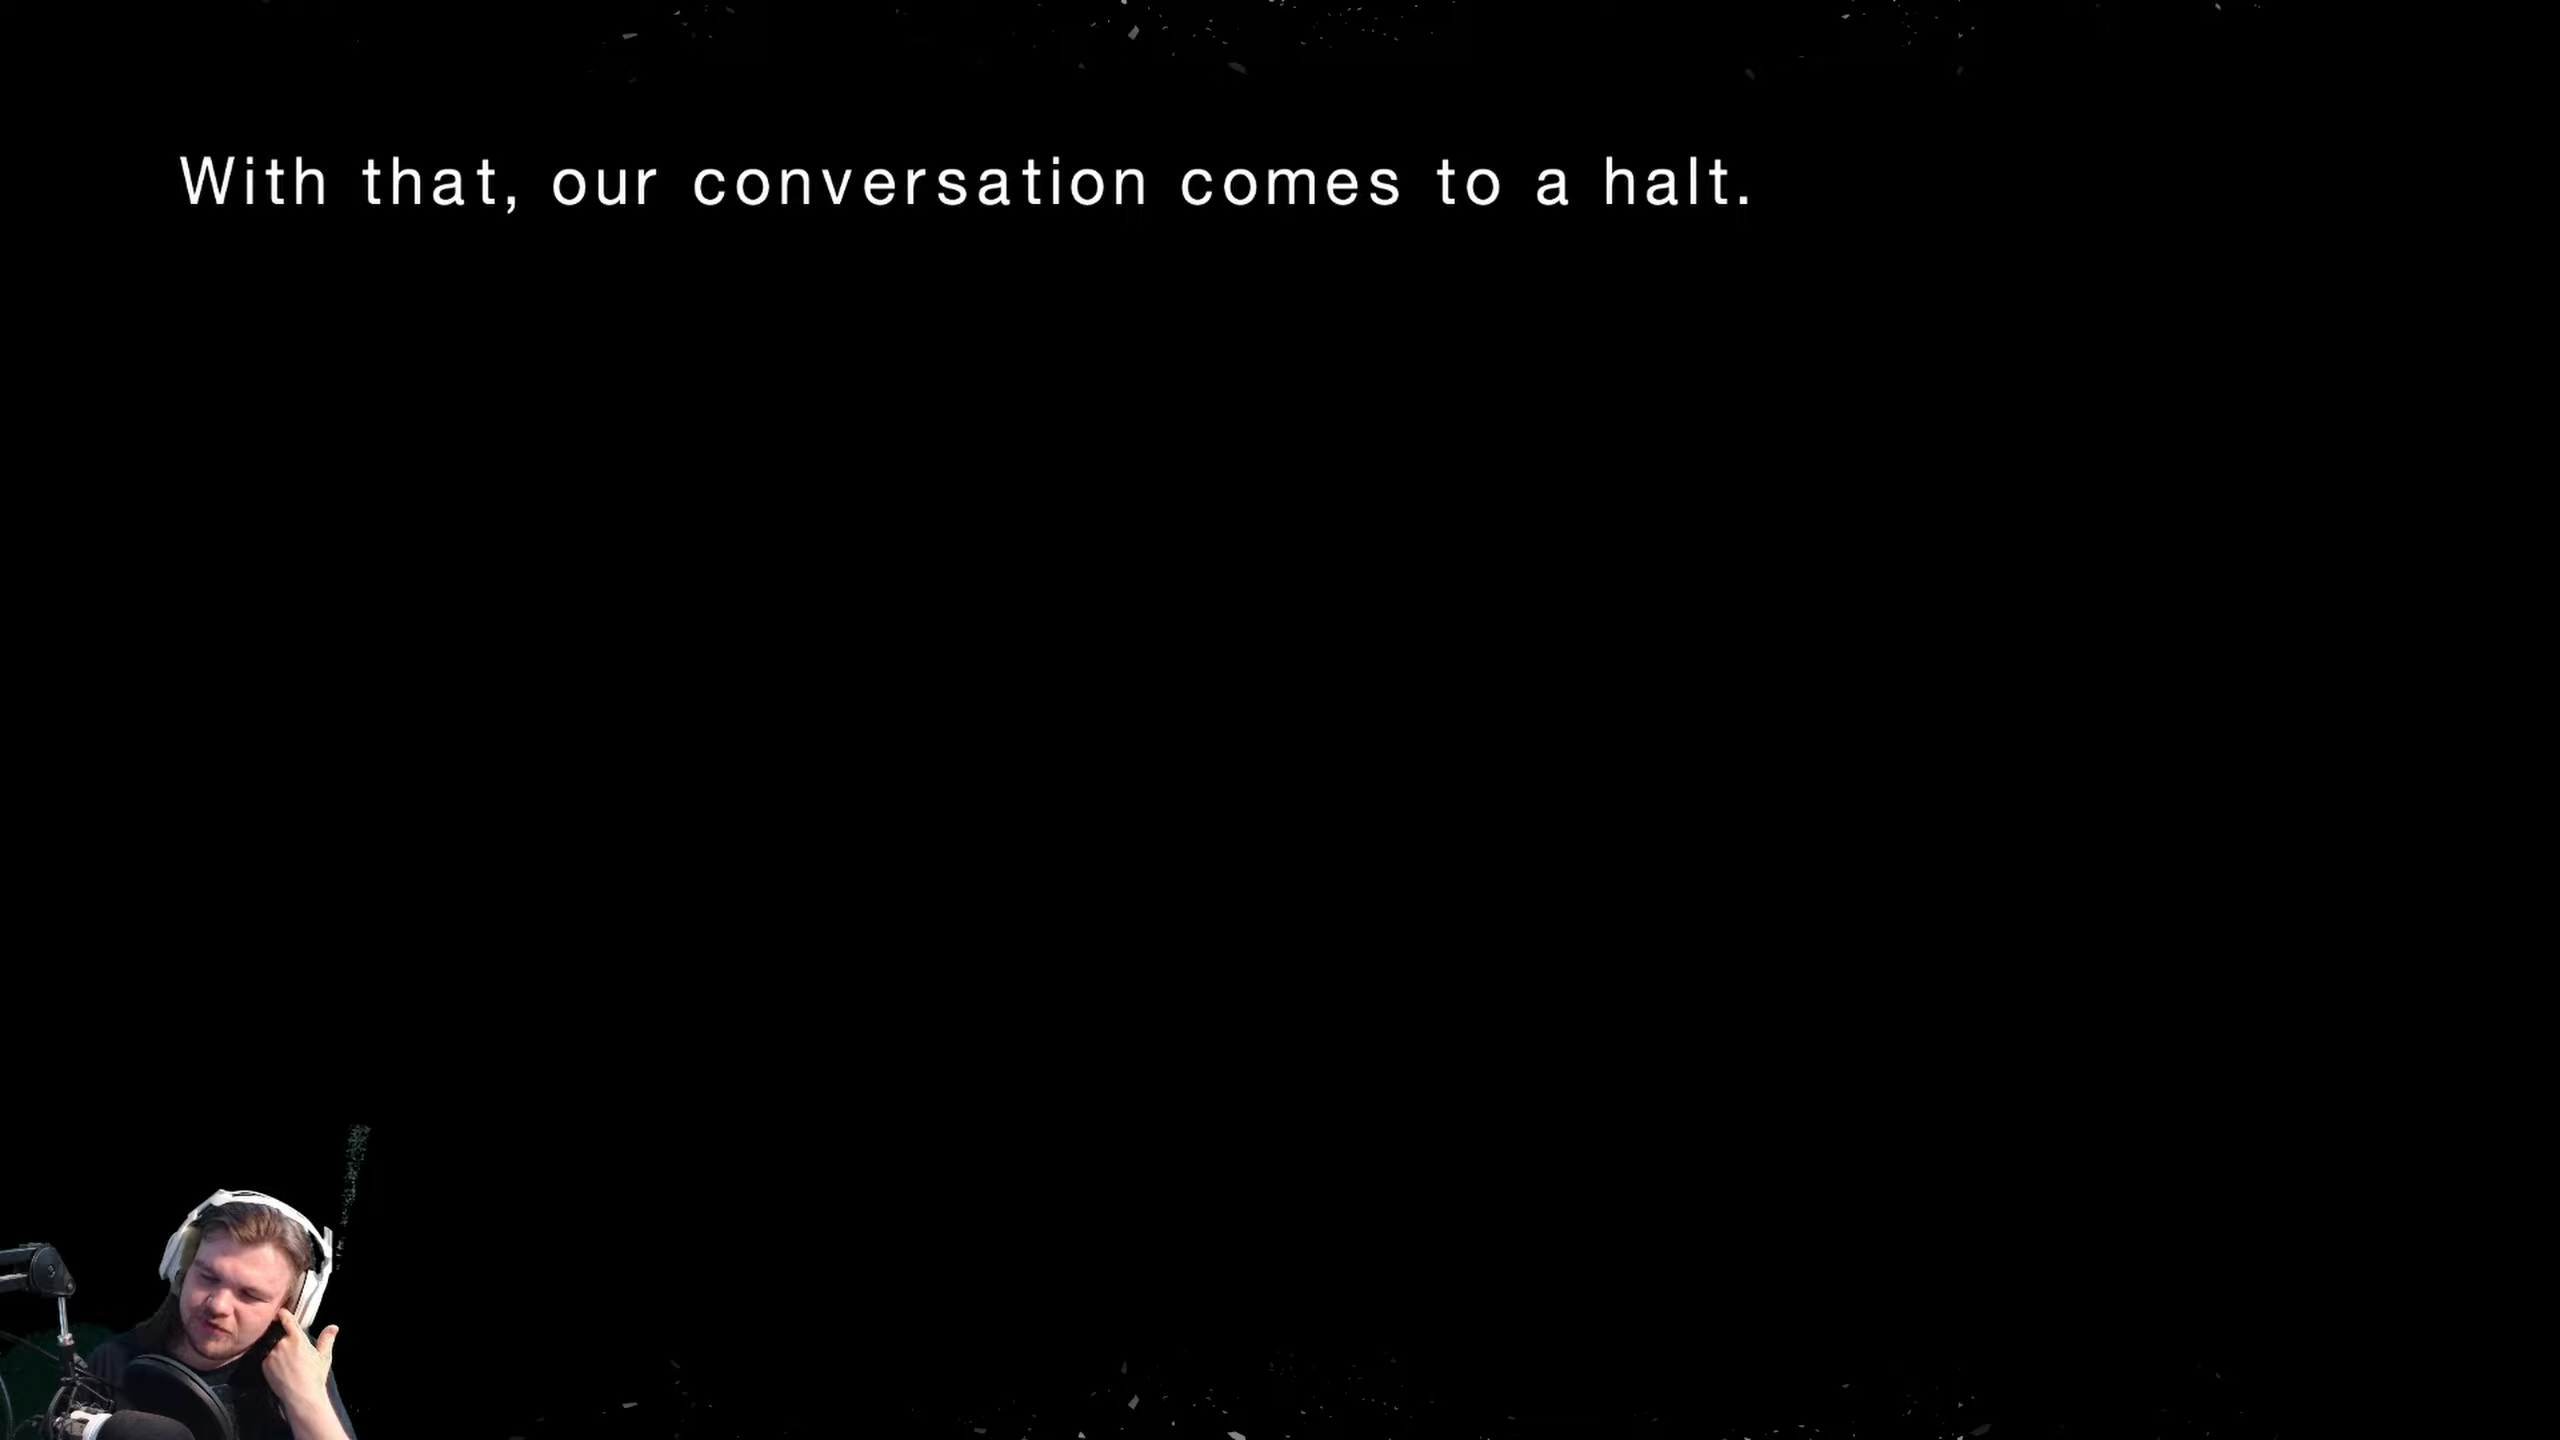 With that, our conversation comes to a halt.